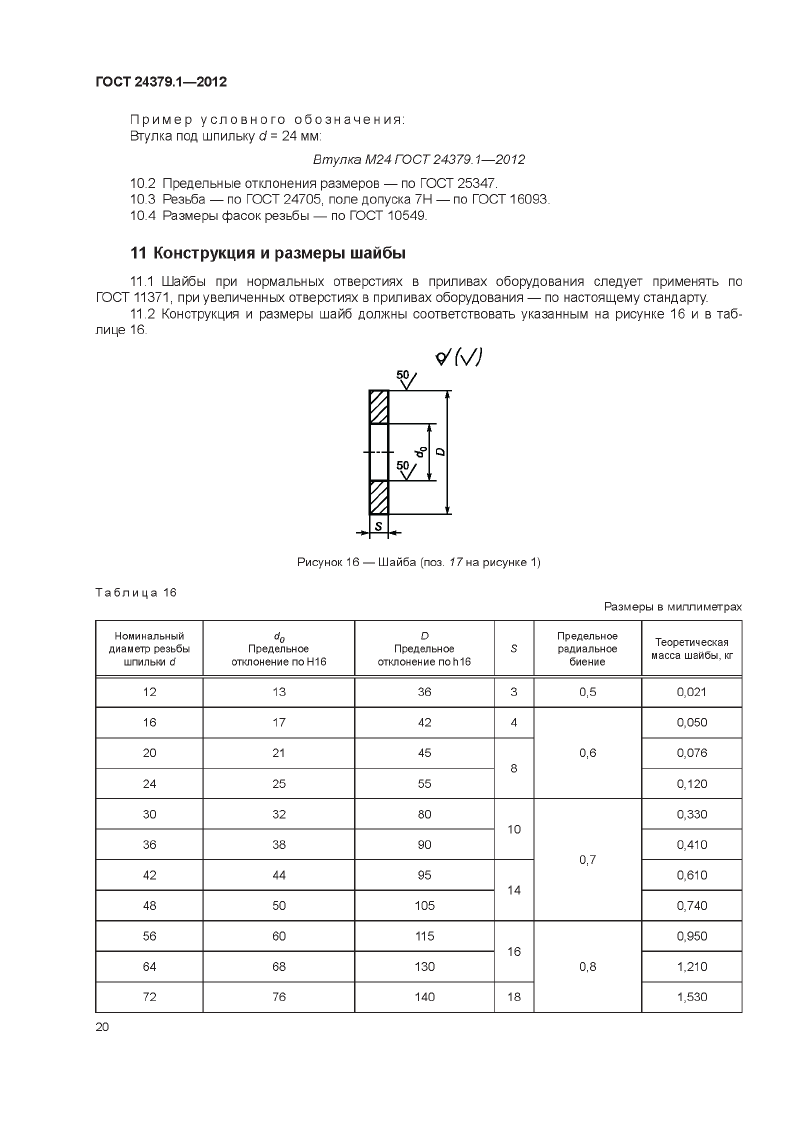 ГОСТ 24379.1—2012
Пример условного обозначения:
Втулка под шпильку d = 24 мм:
Втулка М24 ГОСТ 24379.1—2012
10.2 Предельные отклонения размеров — по ГОСТ 25347.
10.3 Резьба — по ГОСТ 24705, поле допуска 7Н — по ГОСТ 16093.
10.4 Размеры фасок резьбы — по ГОСТ 10549.
11 Конструкция и размеры шайбы
11.1 Шайбы при нормальных отверстиях в приливах оборудования следует применять по
ГОСТ 11371, при увеличенных отверстиях в приливах оборудования — по настоящему стандарту.
11.2 Конструкция и размеры шайб должны соответствовать указанным на рисунке 16 и в таб-
лице 16.
50
50
d0
D
S
Рисунок 16 — Шайба (поз. 17 на рисунке 1)
Таблица 16
Размеры в миллиметрах
Номинальный диаметр резьбы шпильки d | d0 Предельное отклонение по Н16 | D Предельное отклонение по h16 | S | Предельное радиальное биение | Теоретическая масса шайбы, кг
12 13 36 3 0,5 0,021
16 17 42 4 0,6 0,050
20 21 45 8 0,076
24 25 55 0,120
30 32 80 10 0,7 0,330
36 38 90 0,410
42 44 95 14 0,610
48 50 105 0,740
56 60 115 16 0,8 0,950
64 68 130 1,210
72 76 140 18 1,530
20